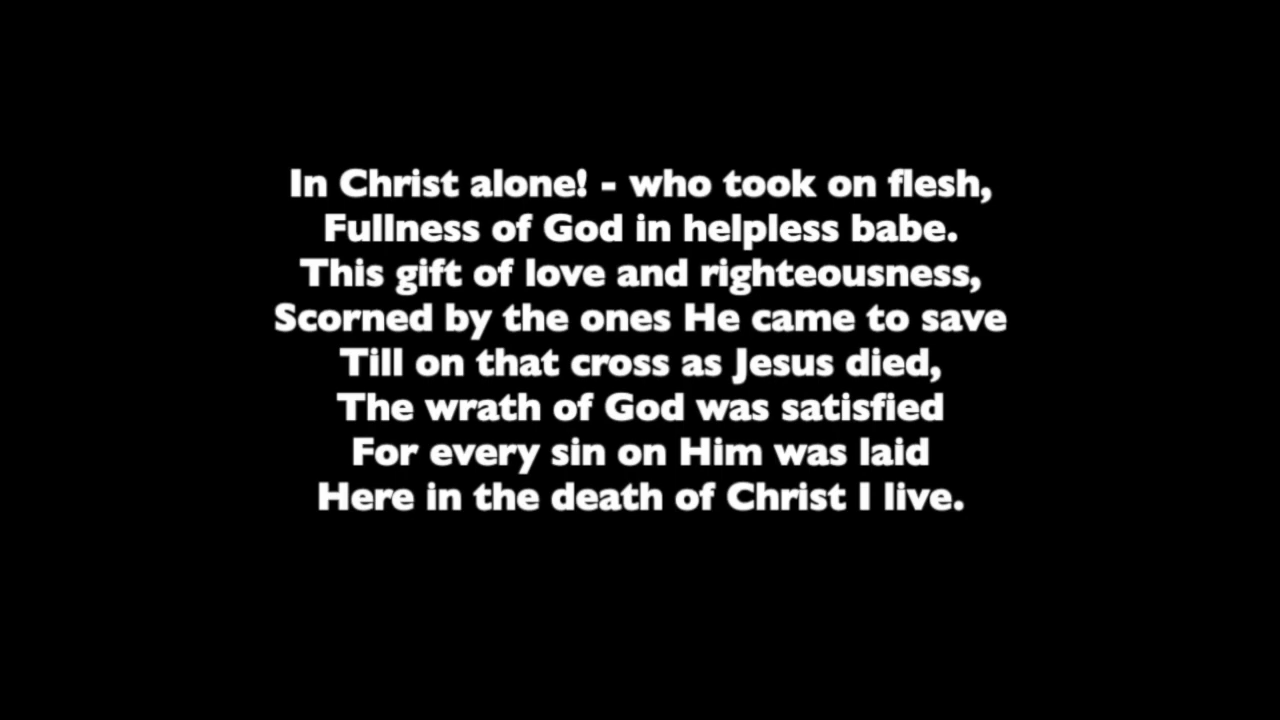 In Christ alone! - who took on flesh,
Fullness of God in helpless babe.
This gift of love and righteousness,
Scorned by the ones He came to save
Till on that cross as Jesus died,
The wrath of God was satisfied
For every sin on Him was laid
Here in the death of Christ I live.